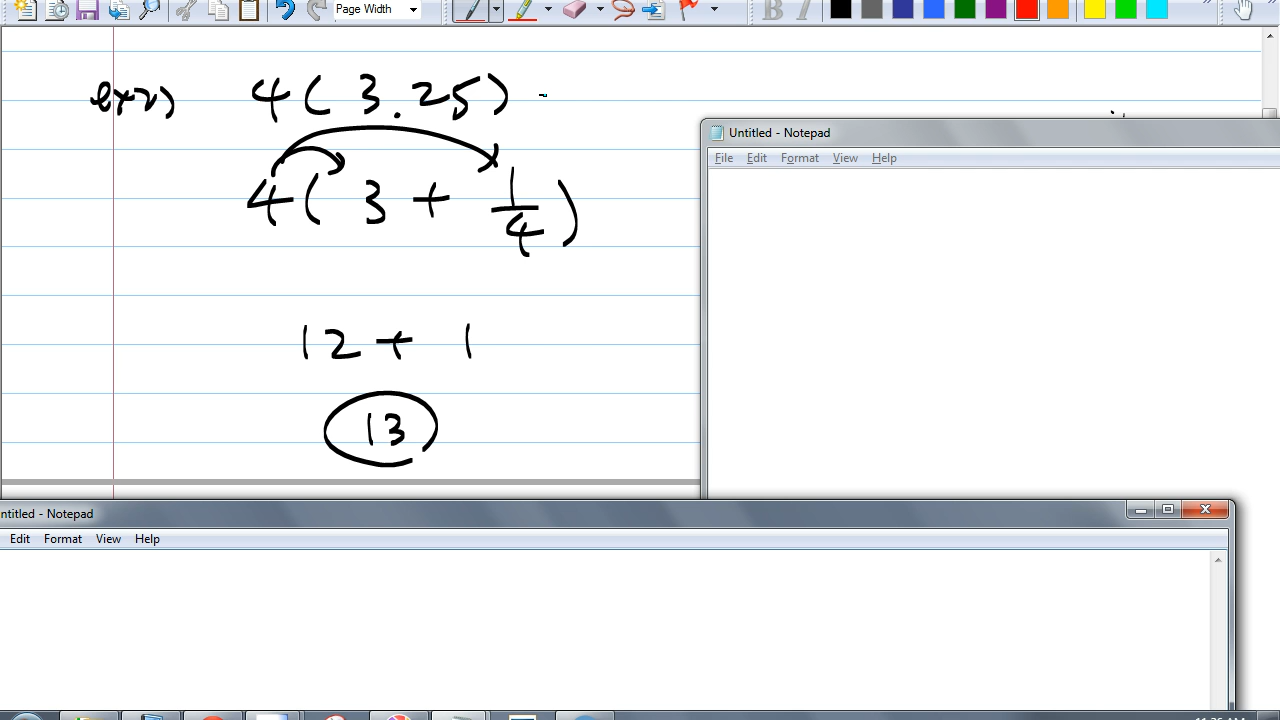 Page Width
ex2) 4(3.25)
4(3 + 1/4)
12 + 1
13
Untitled - Notepad
File Edit Format View Help
ntitled - Notepad
Edit Format View Help